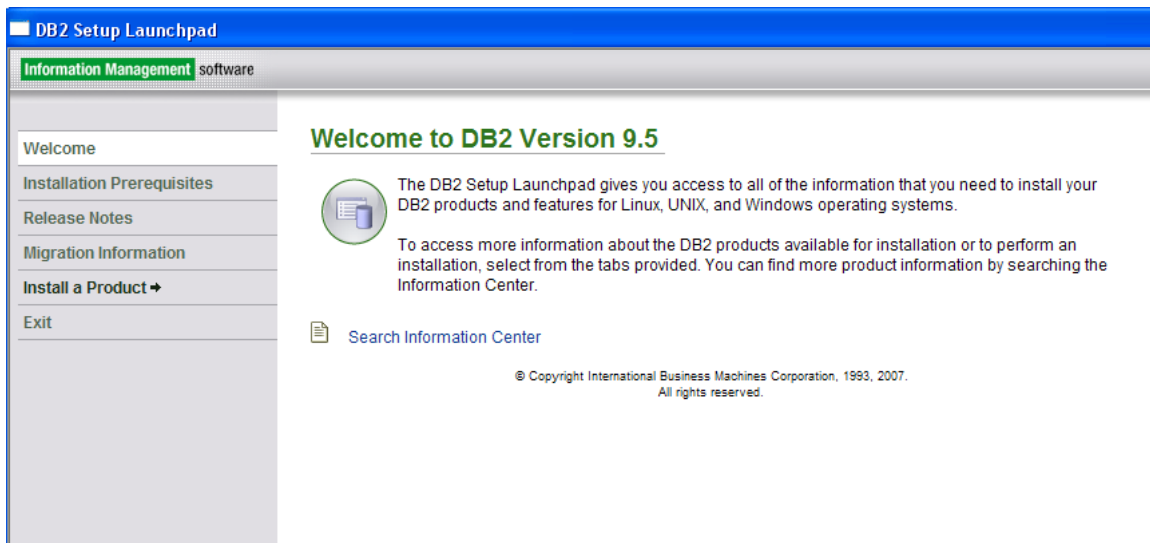 DB2 Setup Launchpad
Information Management software
Welcome
Installation Prerequisites
Release Notes
Migration Information
Install a Product
Exit
Welcome to DB2 Version 9.5
The DB2 Setup Launchpad gives you access to all of the information that you need to install your
DB2 products and features for Linux, UNIX, and Windows operating systems.
To access more information about the DB2 products available for installation or to perform an
installation, select from the tabs provided. You can find more product information by searching the
Information Center.
Search Information Center
© Copyright International Business Machines Corporation, 1993, 2007.
All rights reserved.